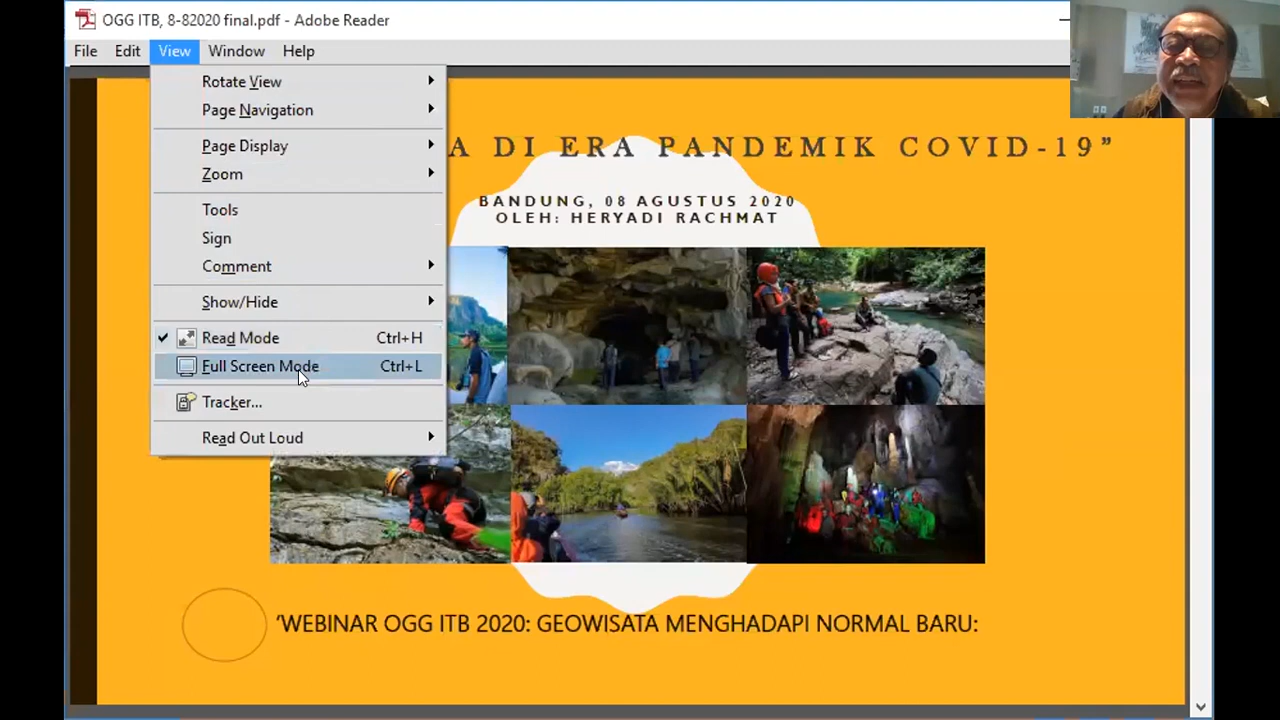 OGG ITB, 8-82020 final.pdf - Adobe Reader
File Edit View Window Help
Rotate View
Page Navigation
Page Display
Zoom
Tools
Sign
Comment
Show/Hide
Read Mode Ctrl+H
Full Screen Mode Ctrl+L
Tracker...
Read Out Loud
A DI ERA PANDEMIK COVID-19”
BANDUNG, 08 AGUSTUS 2020
OLEH: HERYADI RACHMAT
‘WEBINAR OGG ITB 2020: GEOWISATA MENGHADAPI NORMAL BARU: